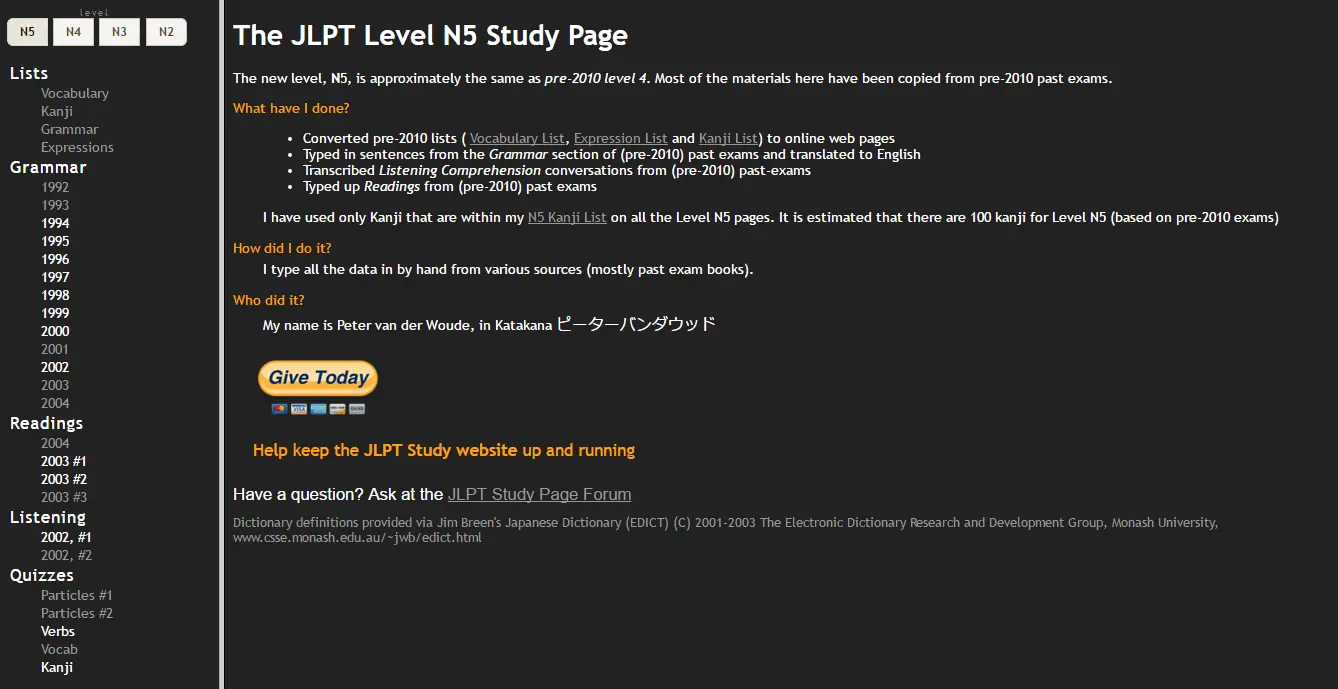 level
N5 N4 N3 N2
Lists
Vocabulary
Kanji
Grammar
Expressions
Grammar
1992
1993
1994
1995
1996
1997
1998
1999
2000
2001
2002
2003
2004
Readings
2004
2003 #1
2003 #2
2003 #3
Listening
2002, #1
2002, #2
Quizzes
Particles #1
Particles #2
Verbs
Vocab
Kanji
The JLPT Level N5 Study Page
The new level, N5, is approximately the same as pre-2010 level 4. Most of the materials here have been copied from pre-2010 past exams.
What have I done?
• Converted pre-2010 lists ( Vocabulary List, Expression List and Kanji List) to online web pages
• Typed in sentences from the Grammar section of (pre-2010) past exams and translated to English
• Transcribed Listening Comprehension conversations from (pre-2010) past-exams
• Typed up Readings from (pre-2010) past exams
I have used only Kanji that are within my N5 Kanji List on all the Level N5 pages. It is estimated that there are 100 kanji for Level N5 (based on pre-2010 exams)
How did I do it?
I type all the data in by hand from various sources (mostly past exam books).
Who did it?
My name is Peter van der Woude, in Katakana ピーターバンダウッド
Give Today
Help keep the JLPT Study website up and running
Have a question? Ask at the JLPT Study Page Forum
Dictionary definitions provided via Jim Breen's Japanese Dictionary (EDICT) (C) 2001-2003 The Electronic Dictionary Research and Development Group, Monash University,
www.csse.monash.edu.au/~jwb/edict.html